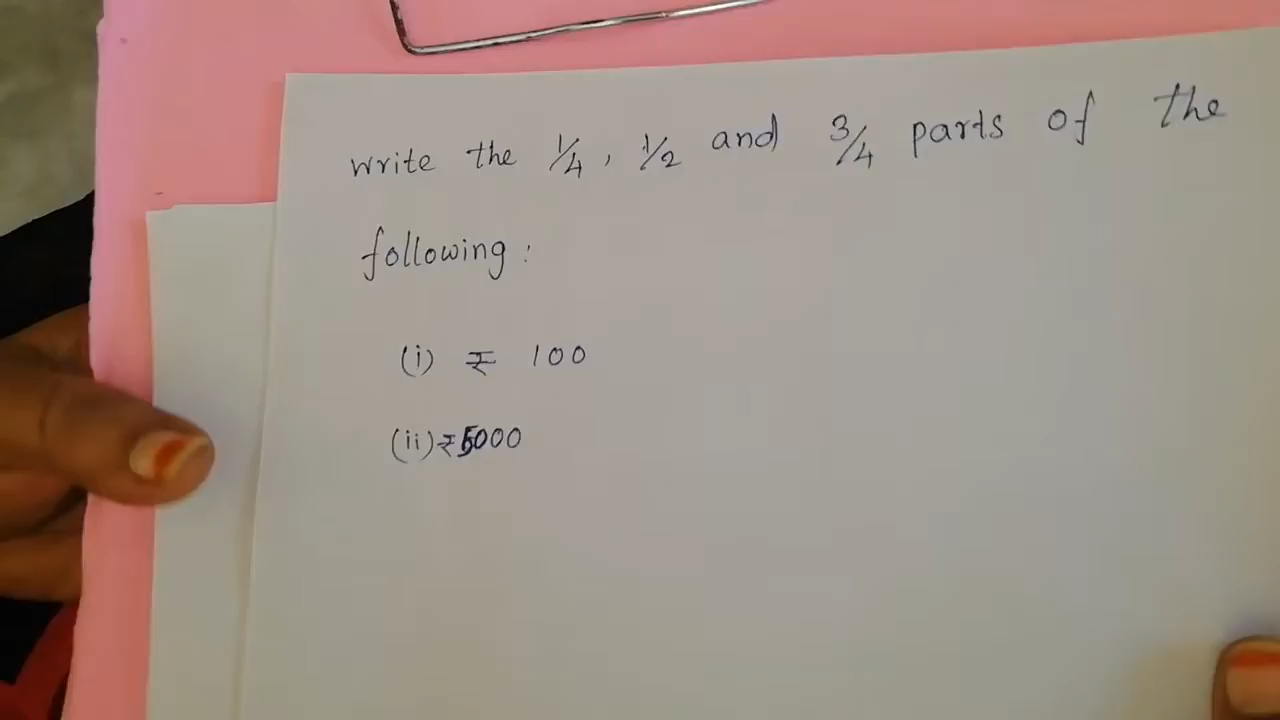 write the 1/4, 1/2 and 3/4 parts of the
following:
(i) ₹ 100
(ii) ₹5000